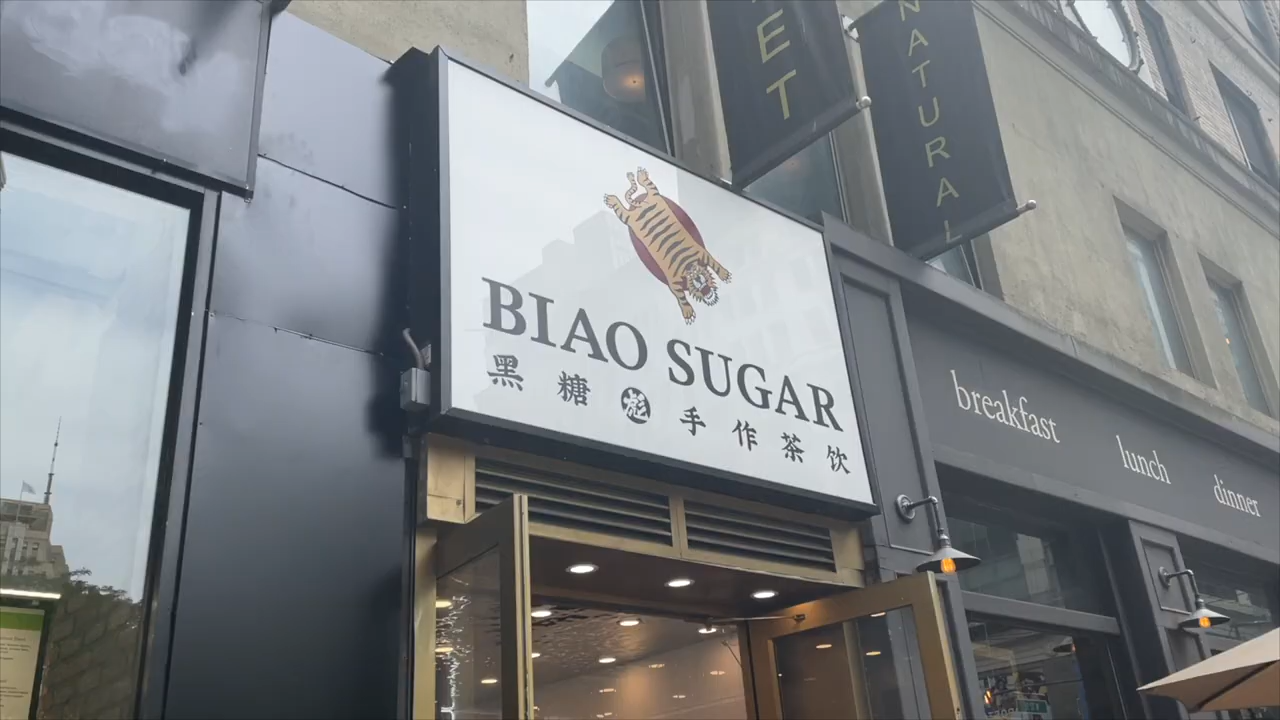 ET
NATURAL
BIAO SUGAR
黑糖彪手作茶饮
breakfast lunch dinner